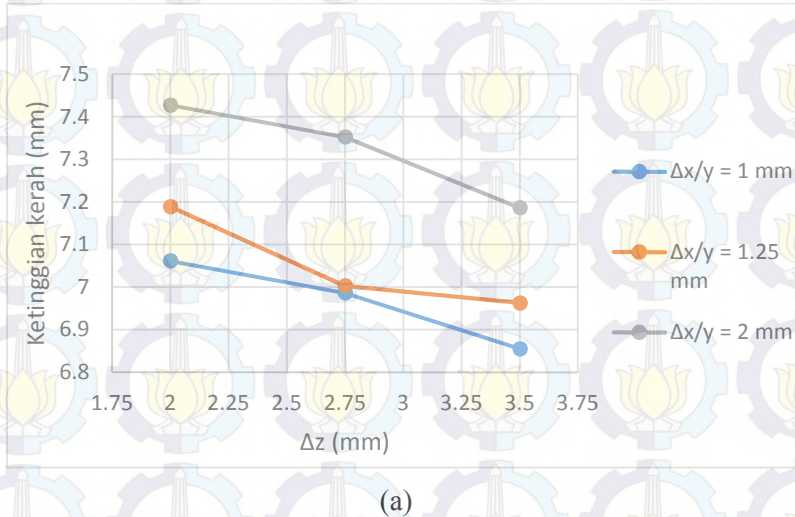 7.5
7.4
7.3
7.2
7.1
7
6.9
6.8
Ketinggian kerah (mm)
1.75 2 2.25 2.5 2.75 3 3.25 3.5 3.75
Δz (mm)
Δx/y = 1 mm
Δx/y = 1.25
mm
Δx/y = 2 mm
(a)